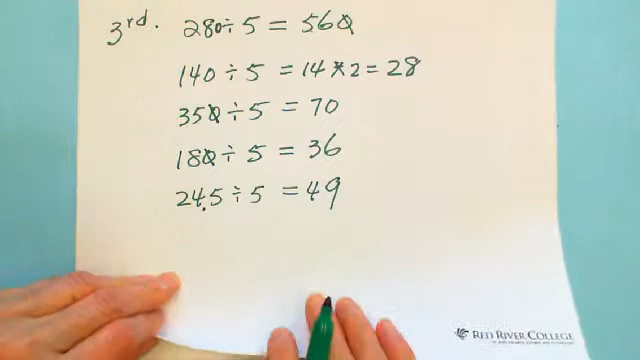 3rd. 280 ÷ 5 = 560
140 ÷ 5 = 14 * 2 = 28
350 ÷ 5 = 70
180 ÷ 5 = 36
24.5 ÷ 5 = 49
RED RIVER COLLEGE